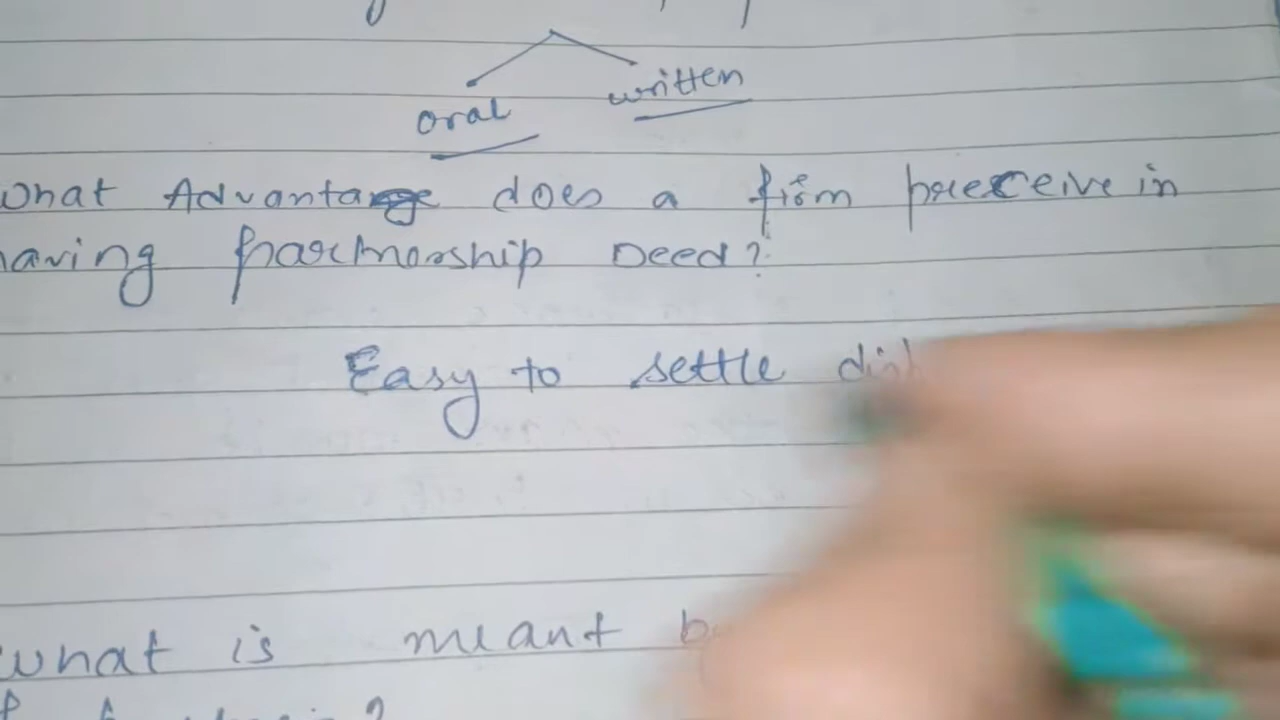 oral written
what Advantage does a firm preceive in
having partnership Deed?
Easy to settle
what is meant